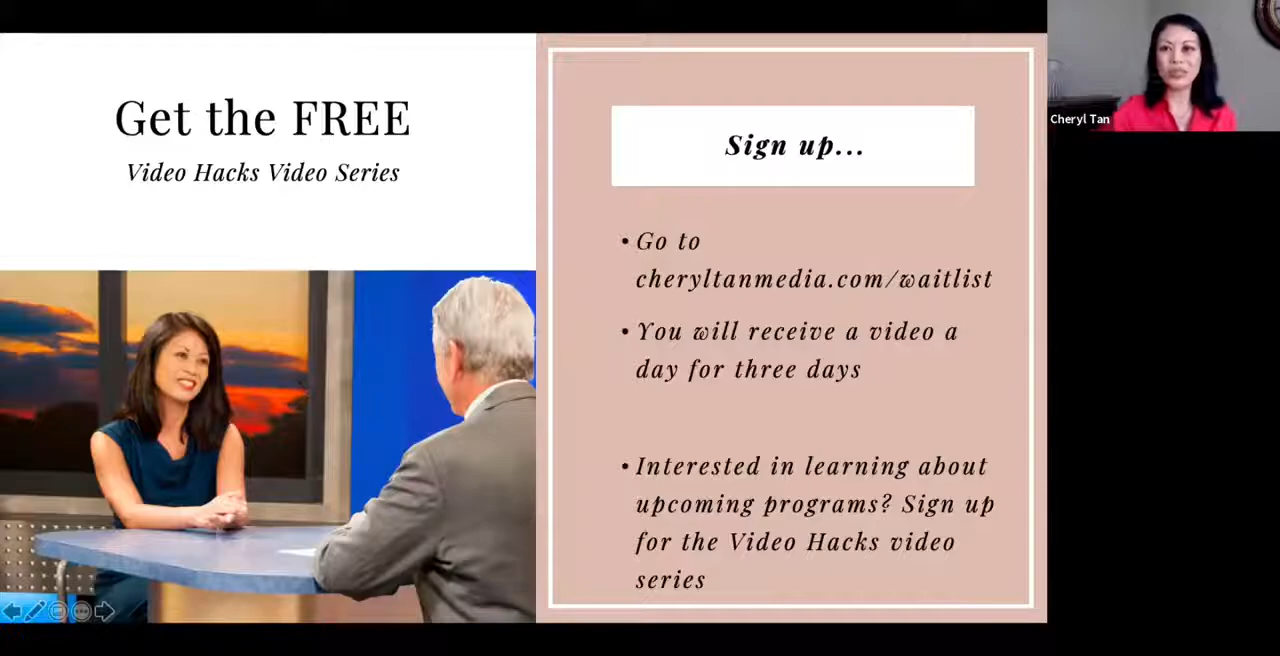 Get the FREE
Video Hacks Video Series
Sign up...
• Go to
cheryltanmedia.com/waitlist
• You will receive a video a
day for three days
• Interested in learning about
upcoming programs? Sign up
for the Video Hacks video
series
Cheryl Tan